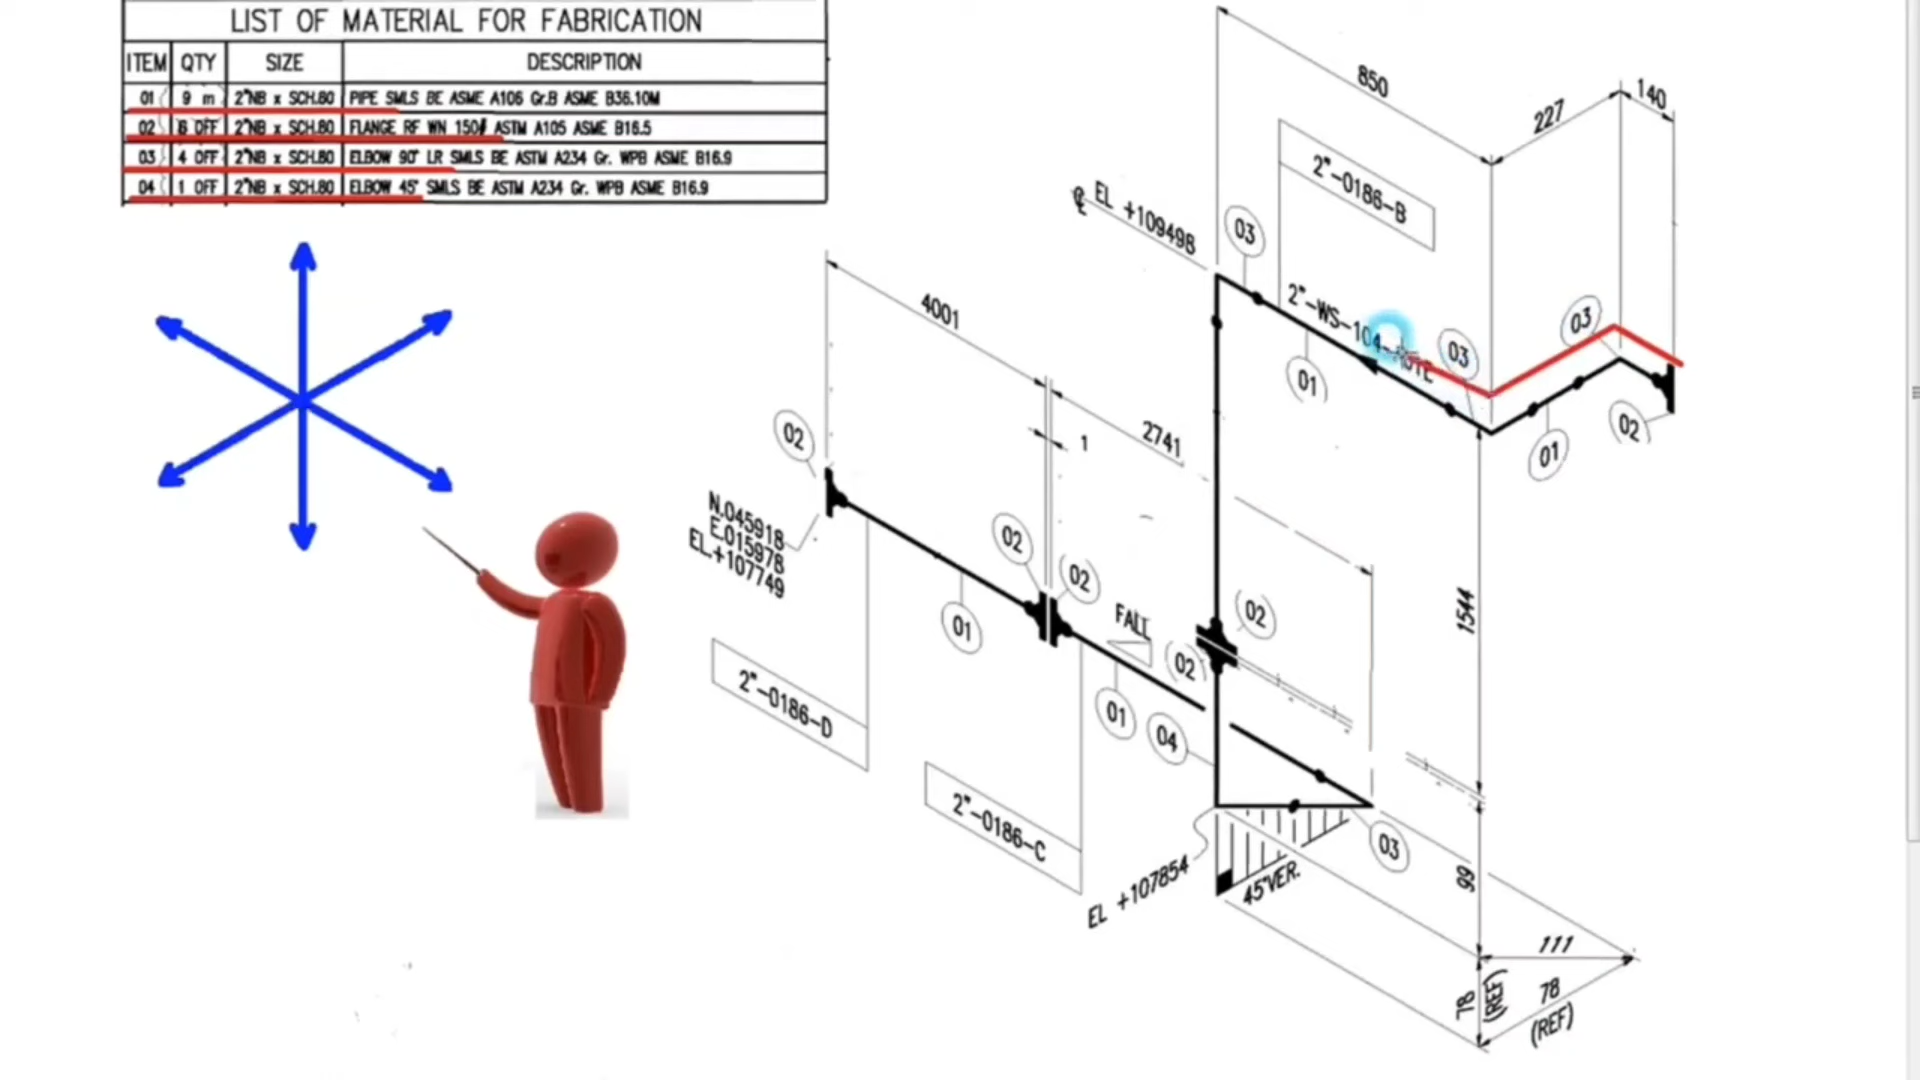 LIST OF MATERIAL FOR FABRICATION
ITEM QTY SIZE DESCRIPTION
01 9 m 2"NB x SCH.80 PIPE SMLS BE ASME A106 Gr.B ASME B36.10M
02 6 OFF 2"NB x SCH.80 FLANGE RF WN 150# ASTM A105 ASME B16.5
03 4 OFF 2"NB x SCH.80 ELBOW 90° LR SMLS BE ASTM A234 Gr. WPB ASME B16.9
04 1 OFF 2"NB x SCH.80 ELBOW 45° SMLS BE ASTM A234 Gr. WPB ASME B16.9
850
227
140
2"-0186-B
℄ EL +109498
03
2"-WS-104-
03
03
01
02
01
4001
1
2741
02
N.045918
E.015978
EL.+107749
02
02
01
FALL
02
02
01
04
2"-0186-D
2"-0186-C
1544
03
EL +107854
45°VER.
99
111
78
(REF)
78
(REF)